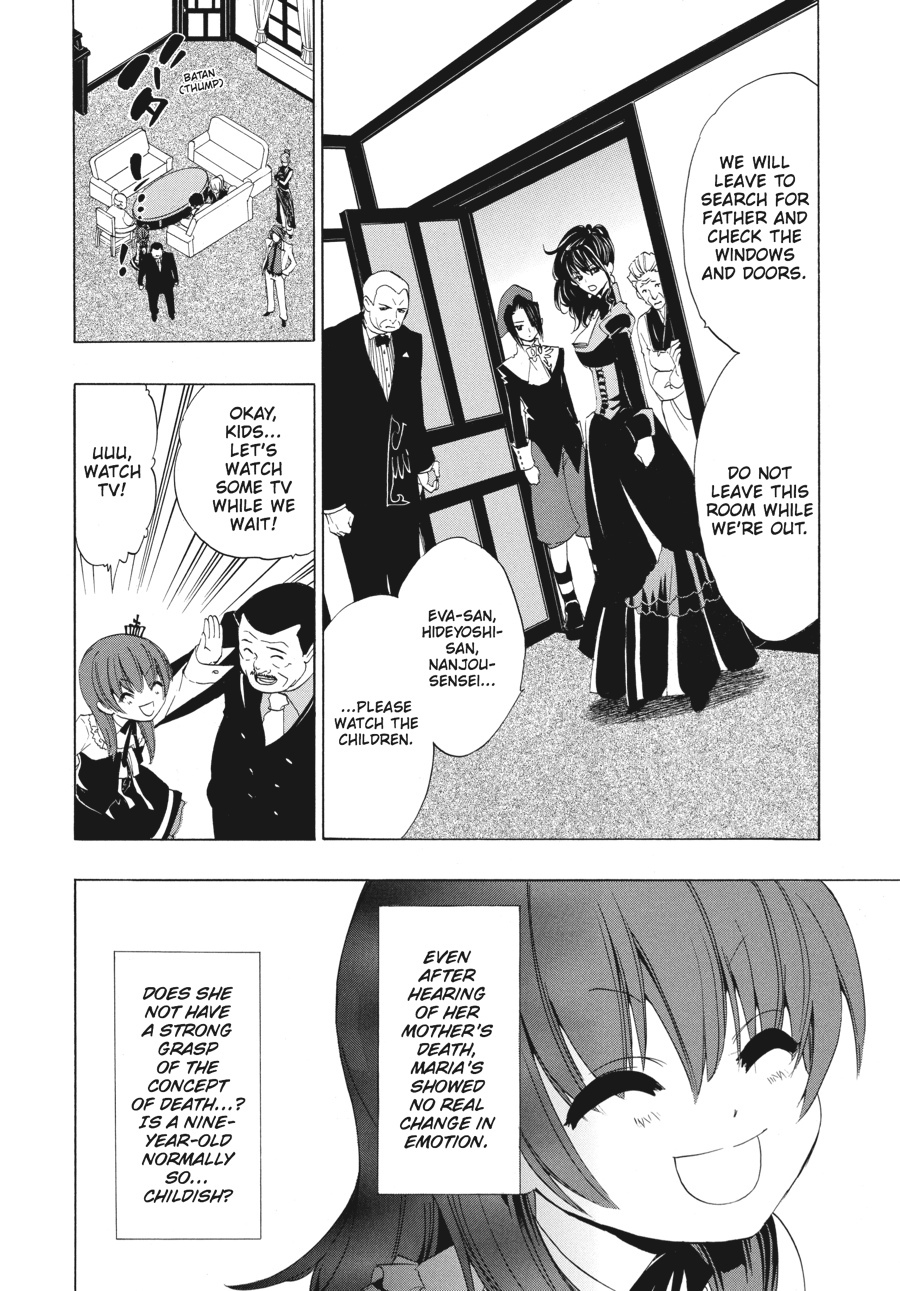 WE WILL
LEAVE TO
SEARCH FOR
FATHER AND
CHECK THE
WINDOWS
AND DOORS.
DO NOT
LEAVE THIS
ROOM WHILE
WE'RE OUT.
EVA-SAN,
HIDEYOSHI-
SAN,
NANJOU-
SENSEI...
...PLEASE
WATCH THE
CHILDREN.
バターン!!
BATAN
(THUMP)
OKAY,
KIDS...
LET'S
WATCH
SOME TV
WHILE WE
WAIT!
UUU,
WATCH
TV!
EVEN
AFTER
HEARING
OF HER
MOTHER'S
DEATH,
MARIA'S
SHOWED
NO REAL
CHANGE IN
EMOTION.
DOES SHE
NOT HAVE
A STRONG
GRASP
OF THE
CONCEPT
OF DEATH...?
IS A NINE-
YEAR-OLD
NORMALLY
SO...
CHILDISH?